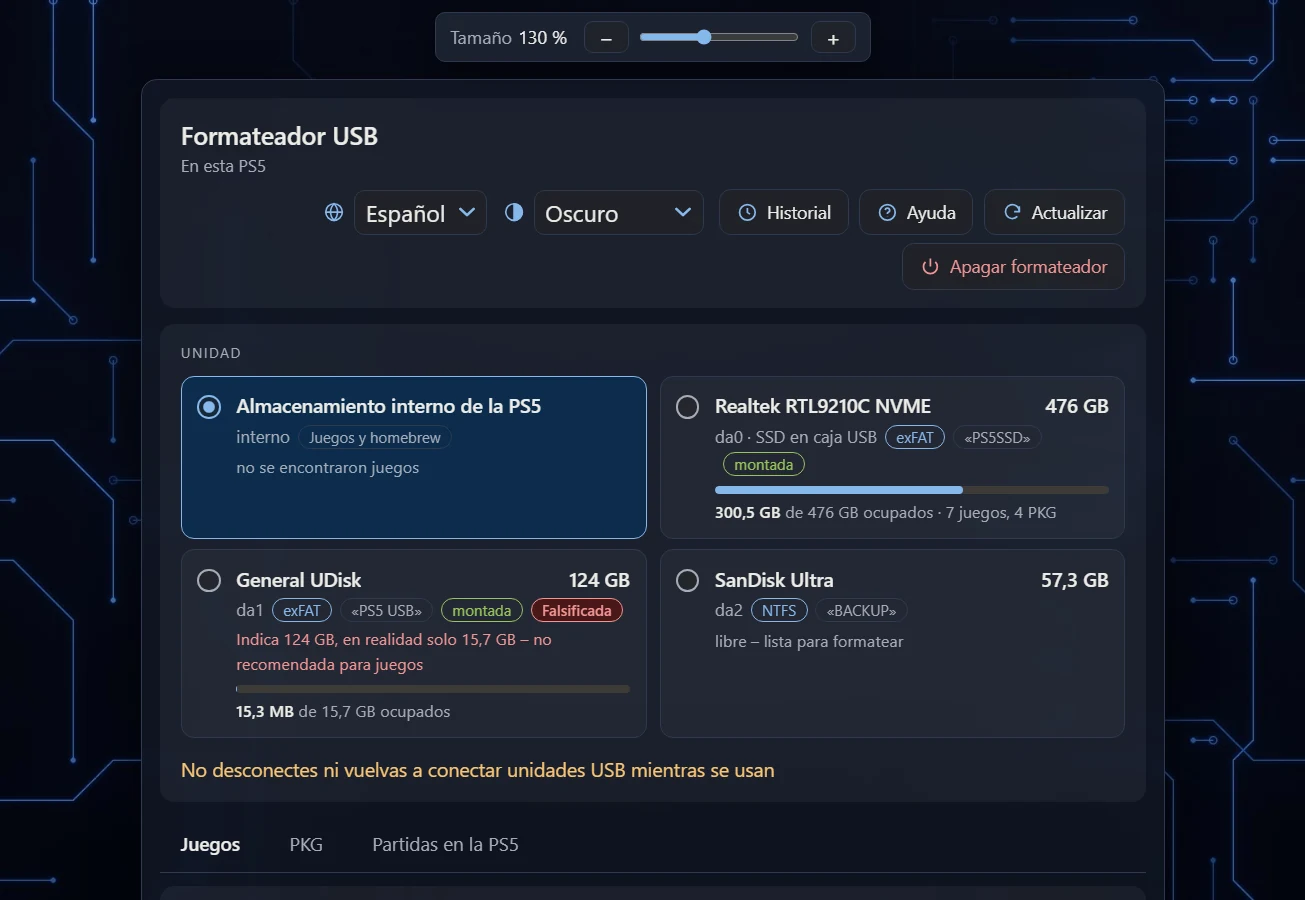 Tamaño 130 % − +
Formateador USB
En esta PS5
Español Oscuro Historial Ayuda Actualizar
Apagar formateador
UNIDAD
Almacenamiento interno de la PS5
interno Juegos y homebrew
no se encontraron juegos
Realtek RTL9210C NVME 476 GB
da0 · SSD en caja USB exFAT «PS5SSD»
montada
300,5 GB de 476 GB ocupados · 7 juegos, 4 PKG
General UDisk 124 GB
da1 exFAT «PS5 USB» montada Falsificada
Indica 124 GB, en realidad solo 15,7 GB – no
recomendada para juegos
15,3 MB de 15,7 GB ocupados
SanDisk Ultra 57,3 GB
da2 NTFS «BACKUP»
libre – lista para formatear
No desconectes ni vuelvas a conectar unidades USB mientras se usan
Juegos PKG Partidas en la PS5